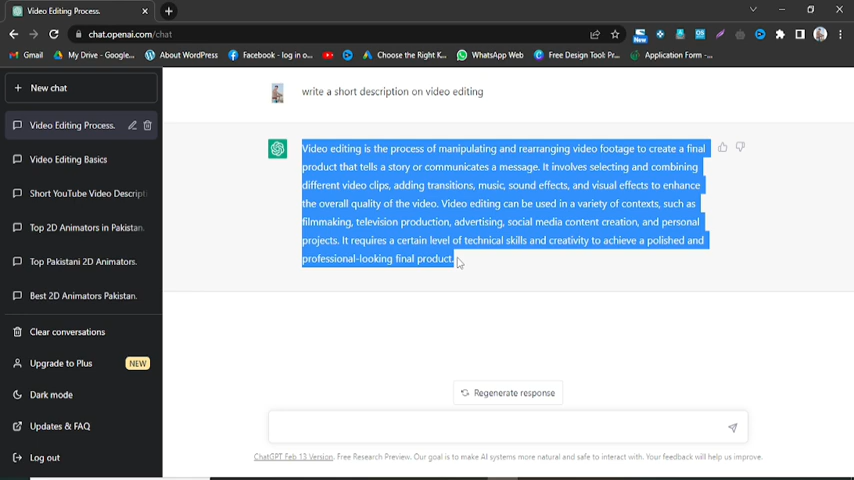 Video Editing Process.
chat.openai.com/chat
New
Gmail
My Drive - Google...
About WordPress
Facebook - log in o...
Choose the Right K...
WhatsApp Web
Free Design Tool: Pr...
Application Form -...
New chat
Video Editing Process.
Video Editing Basics
Short YouTube Video Descripti
Top 2D Animators in Pakistan.
Top Pakistani 2D Animators.
Best 2D Animators Pakistan.
Clear conversations
Upgrade to Plus
NEW
Dark mode
Updates & FAQ
Log out
write a short description on video editing
Video editing is the process of manipulating and rearranging video footage to create a final
product that tells a story or communicates a message. It involves selecting and combining
different video clips, adding transitions, music, sound effects, and visual effects to enhance
the overall quality of the video. Video editing can be used in a variety of contexts, such as
filmmaking, television production, advertising, social media content creation, and personal
projects. It requires a certain level of technical skills and creativity to achieve a polished and
professional-looking final product.
Regenerate response
ChatGPT Feb 13 Version. Free Research Preview. Our goal is to make AI systems more natural and safe to interact with. Your feedback will help us improve.